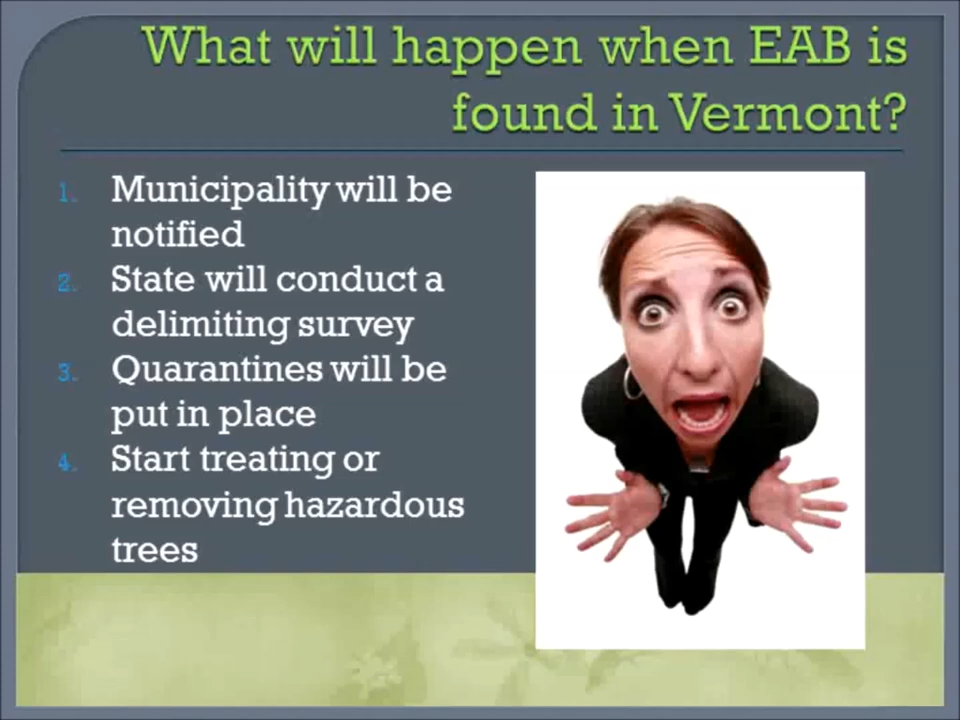 What will happen when EAB is
found in Vermont?
1. Municipality will be
notified
2. State will conduct a
delimiting survey
3. Quarantines will be
put in place
4. Start treating or
removing hazardous
trees